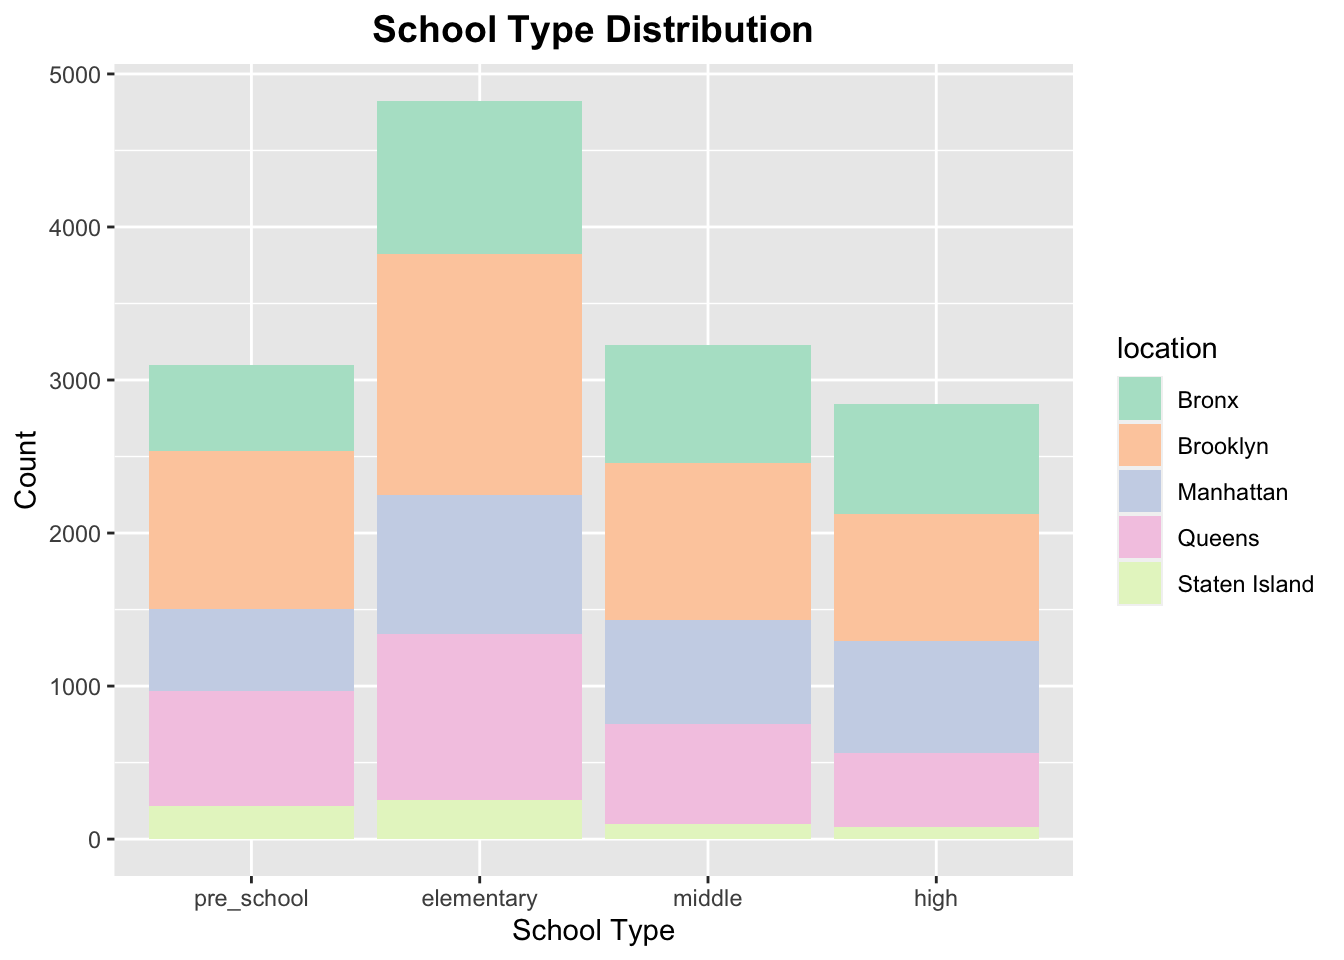 School Type Distribution
5000
4000
3000
2000
1000
0
Count
pre_school
elementary
middle
high
School Type
location
Bronx
Brooklyn
Manhattan
Queens
Staten Island